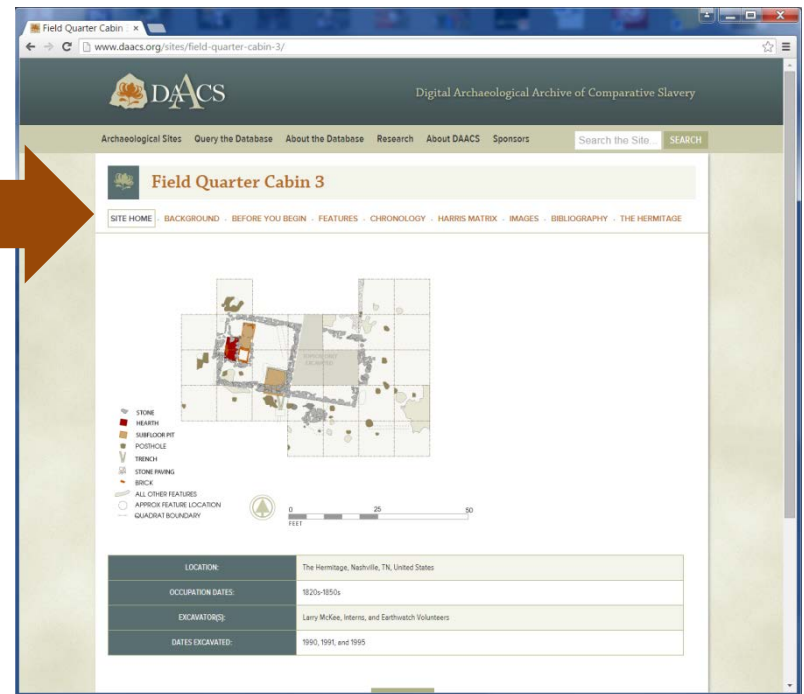 Field Quarter Cabin : ×
www.daacs.org/sites/field-quarter-cabin-3/
DAACS
Digital Archaeological Archive of Comparative Slavery
Archaeological Sites Query the Database About the Database Research About DAACS Sponsors Search the Site... SEARCH
Field Quarter Cabin 3
SITE HOME - BACKGROUND - BEFORE YOU BEGIN - FEATURES - CHRONOLOGY - HARRIS MATRIX - IMAGES - BIBLIOGRAPHY - THE HERMITAGE
STONE
HEARTH
SUBFLOOR PIT
POSTHOLE
TRENCH
STONE PAVING
BRICK
ALL OTHER FEATURES
APPROX FEATURE LOCATION
QUADRAT BOUNDARY
0 25 50
FEET
LOCATION: The Hermitage, Nashville, TN, United States
OCCUPATION DATES: 1820s-1850s
EXCAVATOR(S): Larry McKee, Interns, and Earthwatch Volunteers
DATES EXCAVATED: 1990, 1991, and 1995